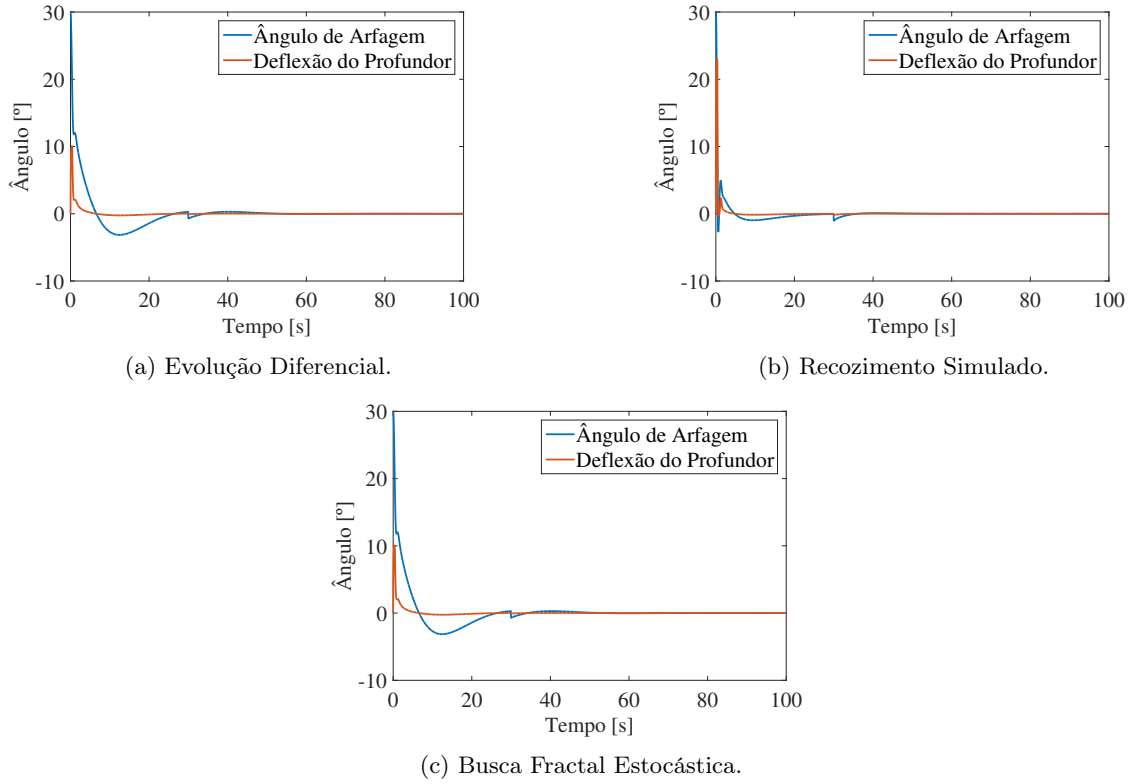 30
20
10
0
-10
Ângulo [º]
Ângulo de Arfagem
Deflexão do Profundor
0 20 40 60 80 100
Tempo [s]
(a) Evolução Diferencial.
30
20
10
0
-10
Ângulo [º]
Ângulo de Arfagem
Deflexão do Profundor
0 20 40 60 80 100
Tempo [s]
(b) Recozimento Simulado.
30
20
10
0
-10
Ângulo [º]
Ângulo de Arfagem
Deflexão do Profundor
0 20 40 60 80 100
Tempo [s]
(c) Busca Fractal Estocástica.